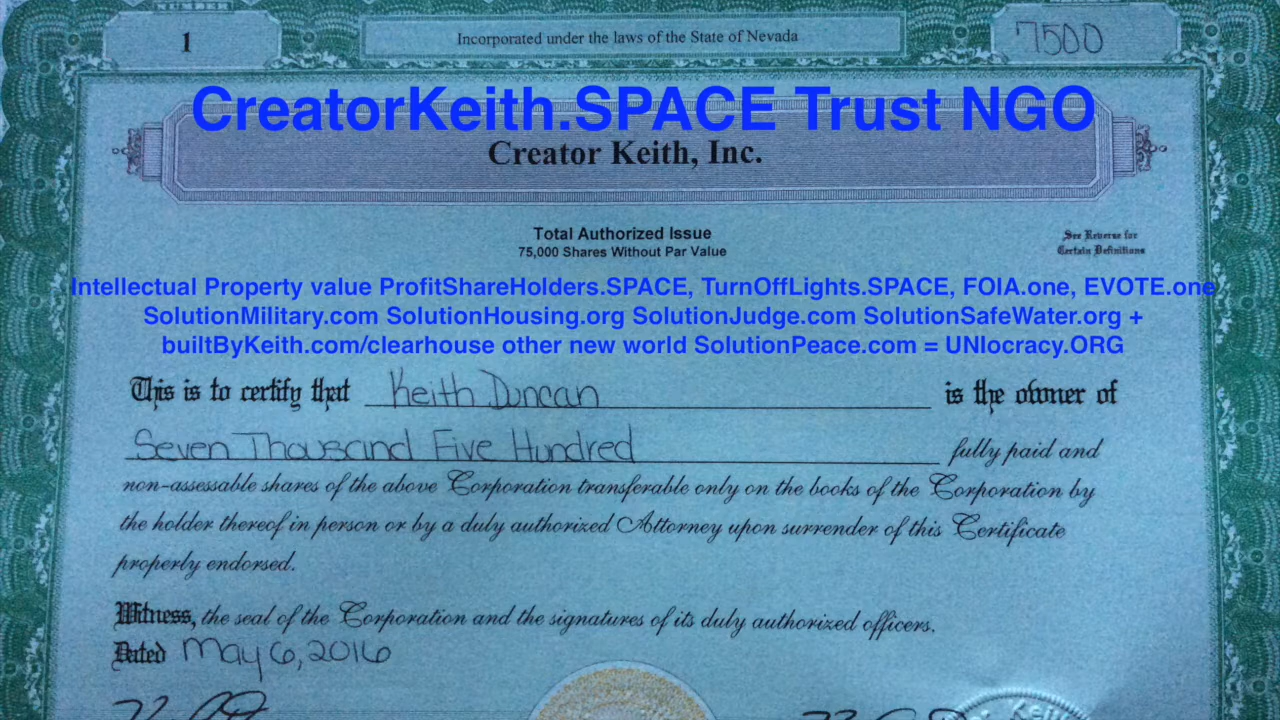 1
Incorporated under the laws of the State of Nevada
7500
CreatorKeith.SPACE Trust NGO
Creator Keith, Inc.
Total Authorized Issue
75,000 Shares Without Par Value
See Reverse for
Certain Definitions
Intellectual Property value ProfitShareHolders.SPACE, TurnOffLights.SPACE, FOIA.one, EVOTE.one
SolutionMilitary.com SolutionHousing.org SolutionJudge.com SolutionSafeWater.org +
builtByKeith.com/clearhouse other new world SolutionPeace.com = UNIocracy.ORG
This is to certify that Keith Duncan is the owner of
Seven Thousand Five Hundred fully paid and
non-assessable shares of the above Corporation transferable only on the books of the Corporation by
the holder thereof in person or by a duly authorized Attorney upon surrender of this Certificate
properly endorsed.
Witness, the seal of the Corporation and the signatures of its duly authorized officers.
Dated May 6, 2016